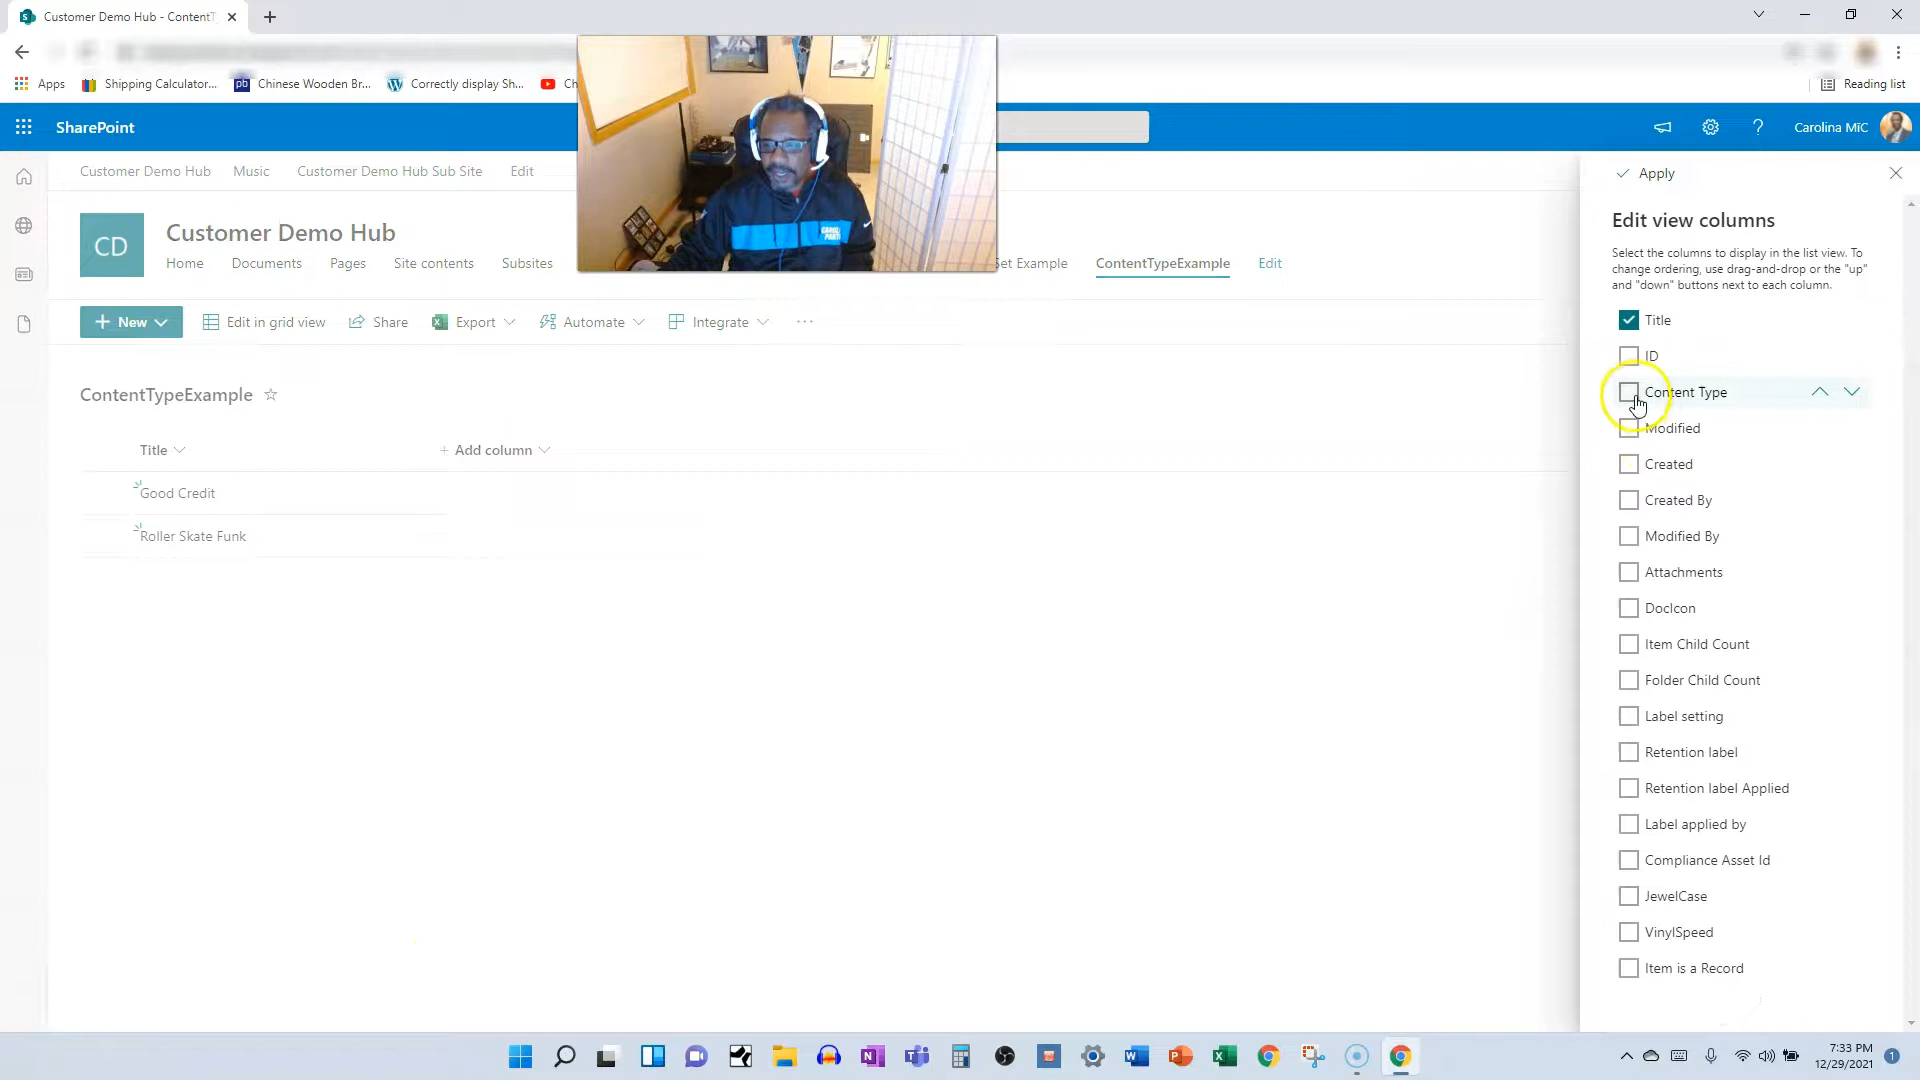 Customer Demo Hub - ContentT
Apps
Shipping Calculator...
pb
Chinese Wooden Br...
Correctly display Sh...
Ch
Reading list
SharePoint
Carolina MiC
Customer Demo Hub
Music
Customer Demo Hub Sub Site
Edit
CD
Customer Demo Hub
Home
Documents
Pages
Site contents
Subsites
Set Example
ContentTypeExample
Edit
New
Edit in grid view
Share
Export
Automate
Integrate
ContentTypeExample
Title
+ Add column
Good Credit
Roller Skate Funk
Apply
Edit view columns
Select the columns to display in the list view. To
change ordering, use drag-and-drop or the "up"
and "down" buttons next to each column.
Title
ID
Content Type
Modified
Created
Created By
Modified By
Attachments
DocIcon
Item Child Count
Folder Child Count
Label setting
Retention label
Retention label Applied
Label applied by
Compliance Asset Id
JewelCase
VinylSpeed
Item is a Record
7:33 PM
12/29/2021
1